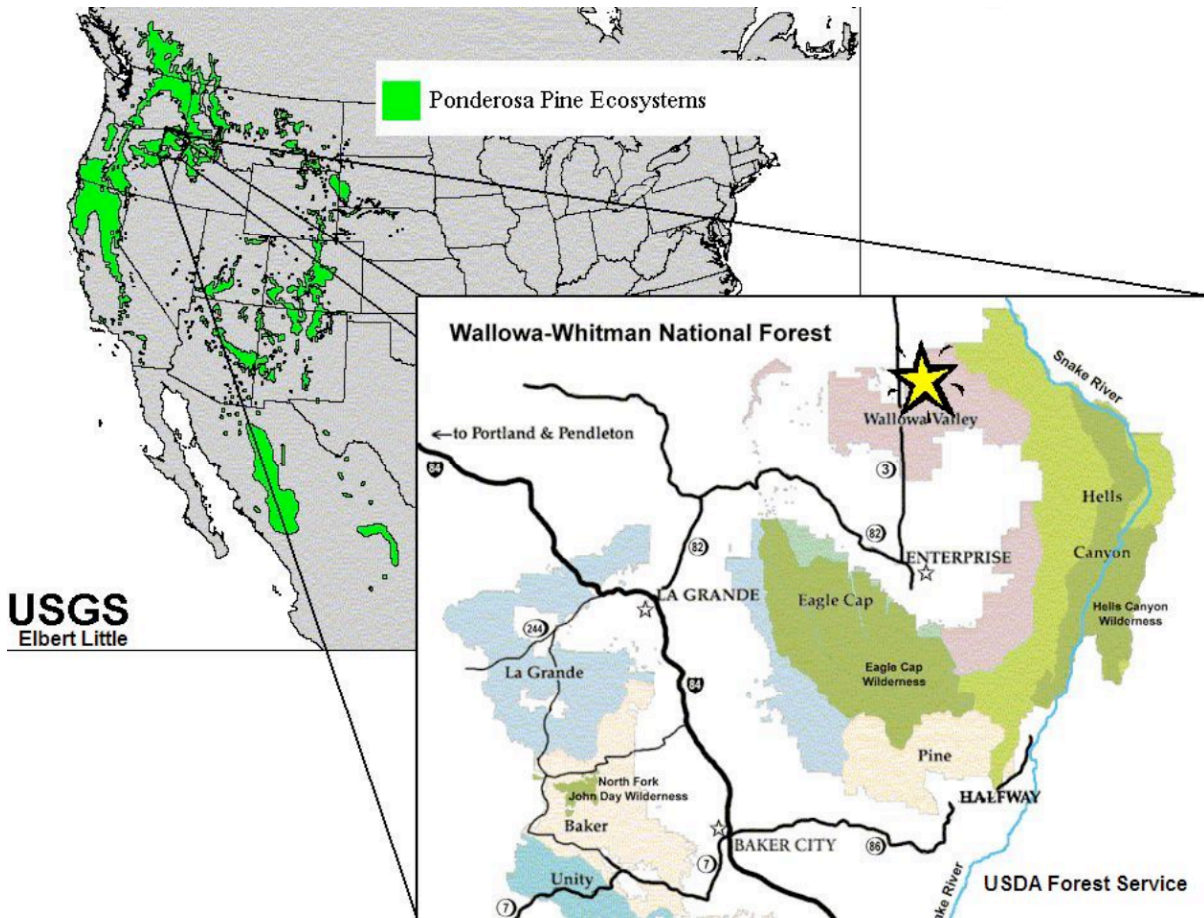 Ponderosa Pine Ecosystems
Wallowa-Whitman National Forest
Snake River
Wallowa Valley
←to Portland & Pendleton
84
3
Hells
82
82
ENTERPRISE
Canyon
LA GRANDE
Eagle Cap
USGS
Elbert Little
Hells Canyon
Wilderness
244
La Grande
Eagle Cap
Wilderness
84
Pine
North Fork
John Day Wilderness
HALFWAY
Baker
BAKER CITY
86
7
Unity
USDA Forest Service
7
River